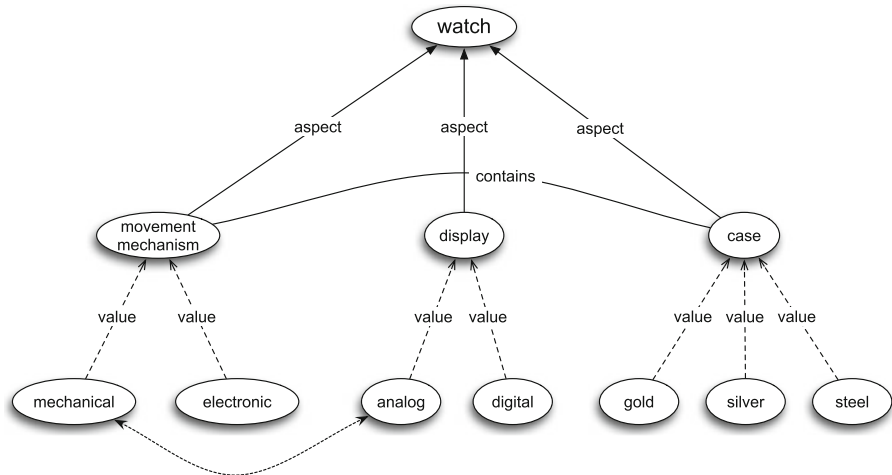 watch
aspect
aspect
aspect
contains
movement
mechanism
display
case
value
value
value
value
value
value
value
mechanical
electronic
analog
digital
gold
silver
steel